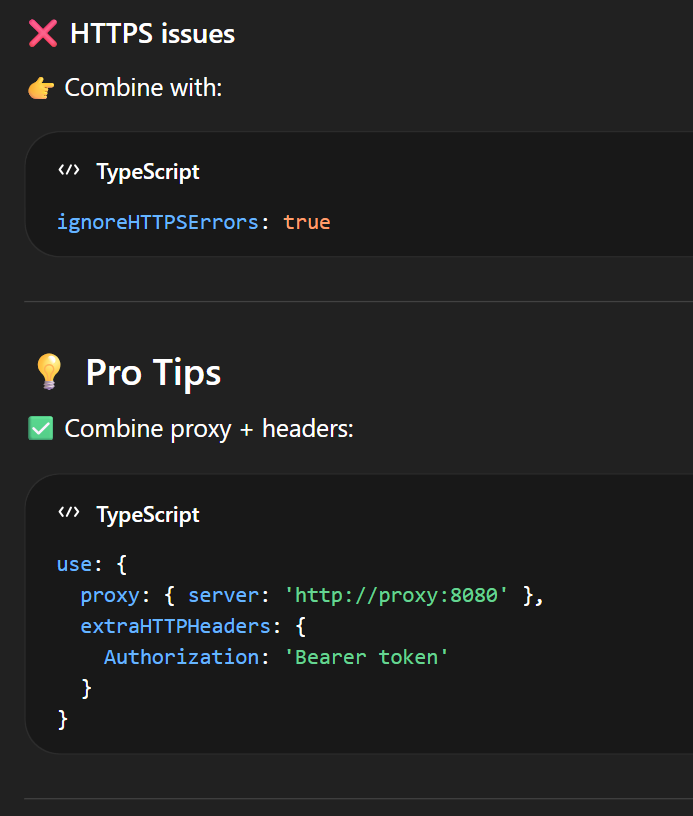 ❌ HTTPS issues
👉 Combine with:
</> TypeScript
ignoreHTTPSErrors: true
💡 Pro Tips
✅ Combine proxy + headers:
</> TypeScript
use: {
  proxy: { server: 'http://proxy:8080' },
  extraHTTPHeaders: {
    Authorization: 'Bearer token'
  }
}